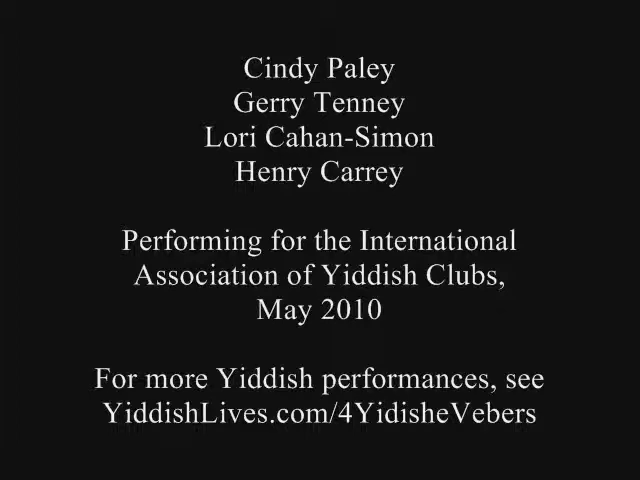 Cindy Paley
Gerry Tenney
Lori Cahan-Simon
Henry Carrey
Performing for the International
Association of Yiddish Clubs,
May 2010
For more Yiddish performances, see
YiddishLives.com/4YidisheVebers